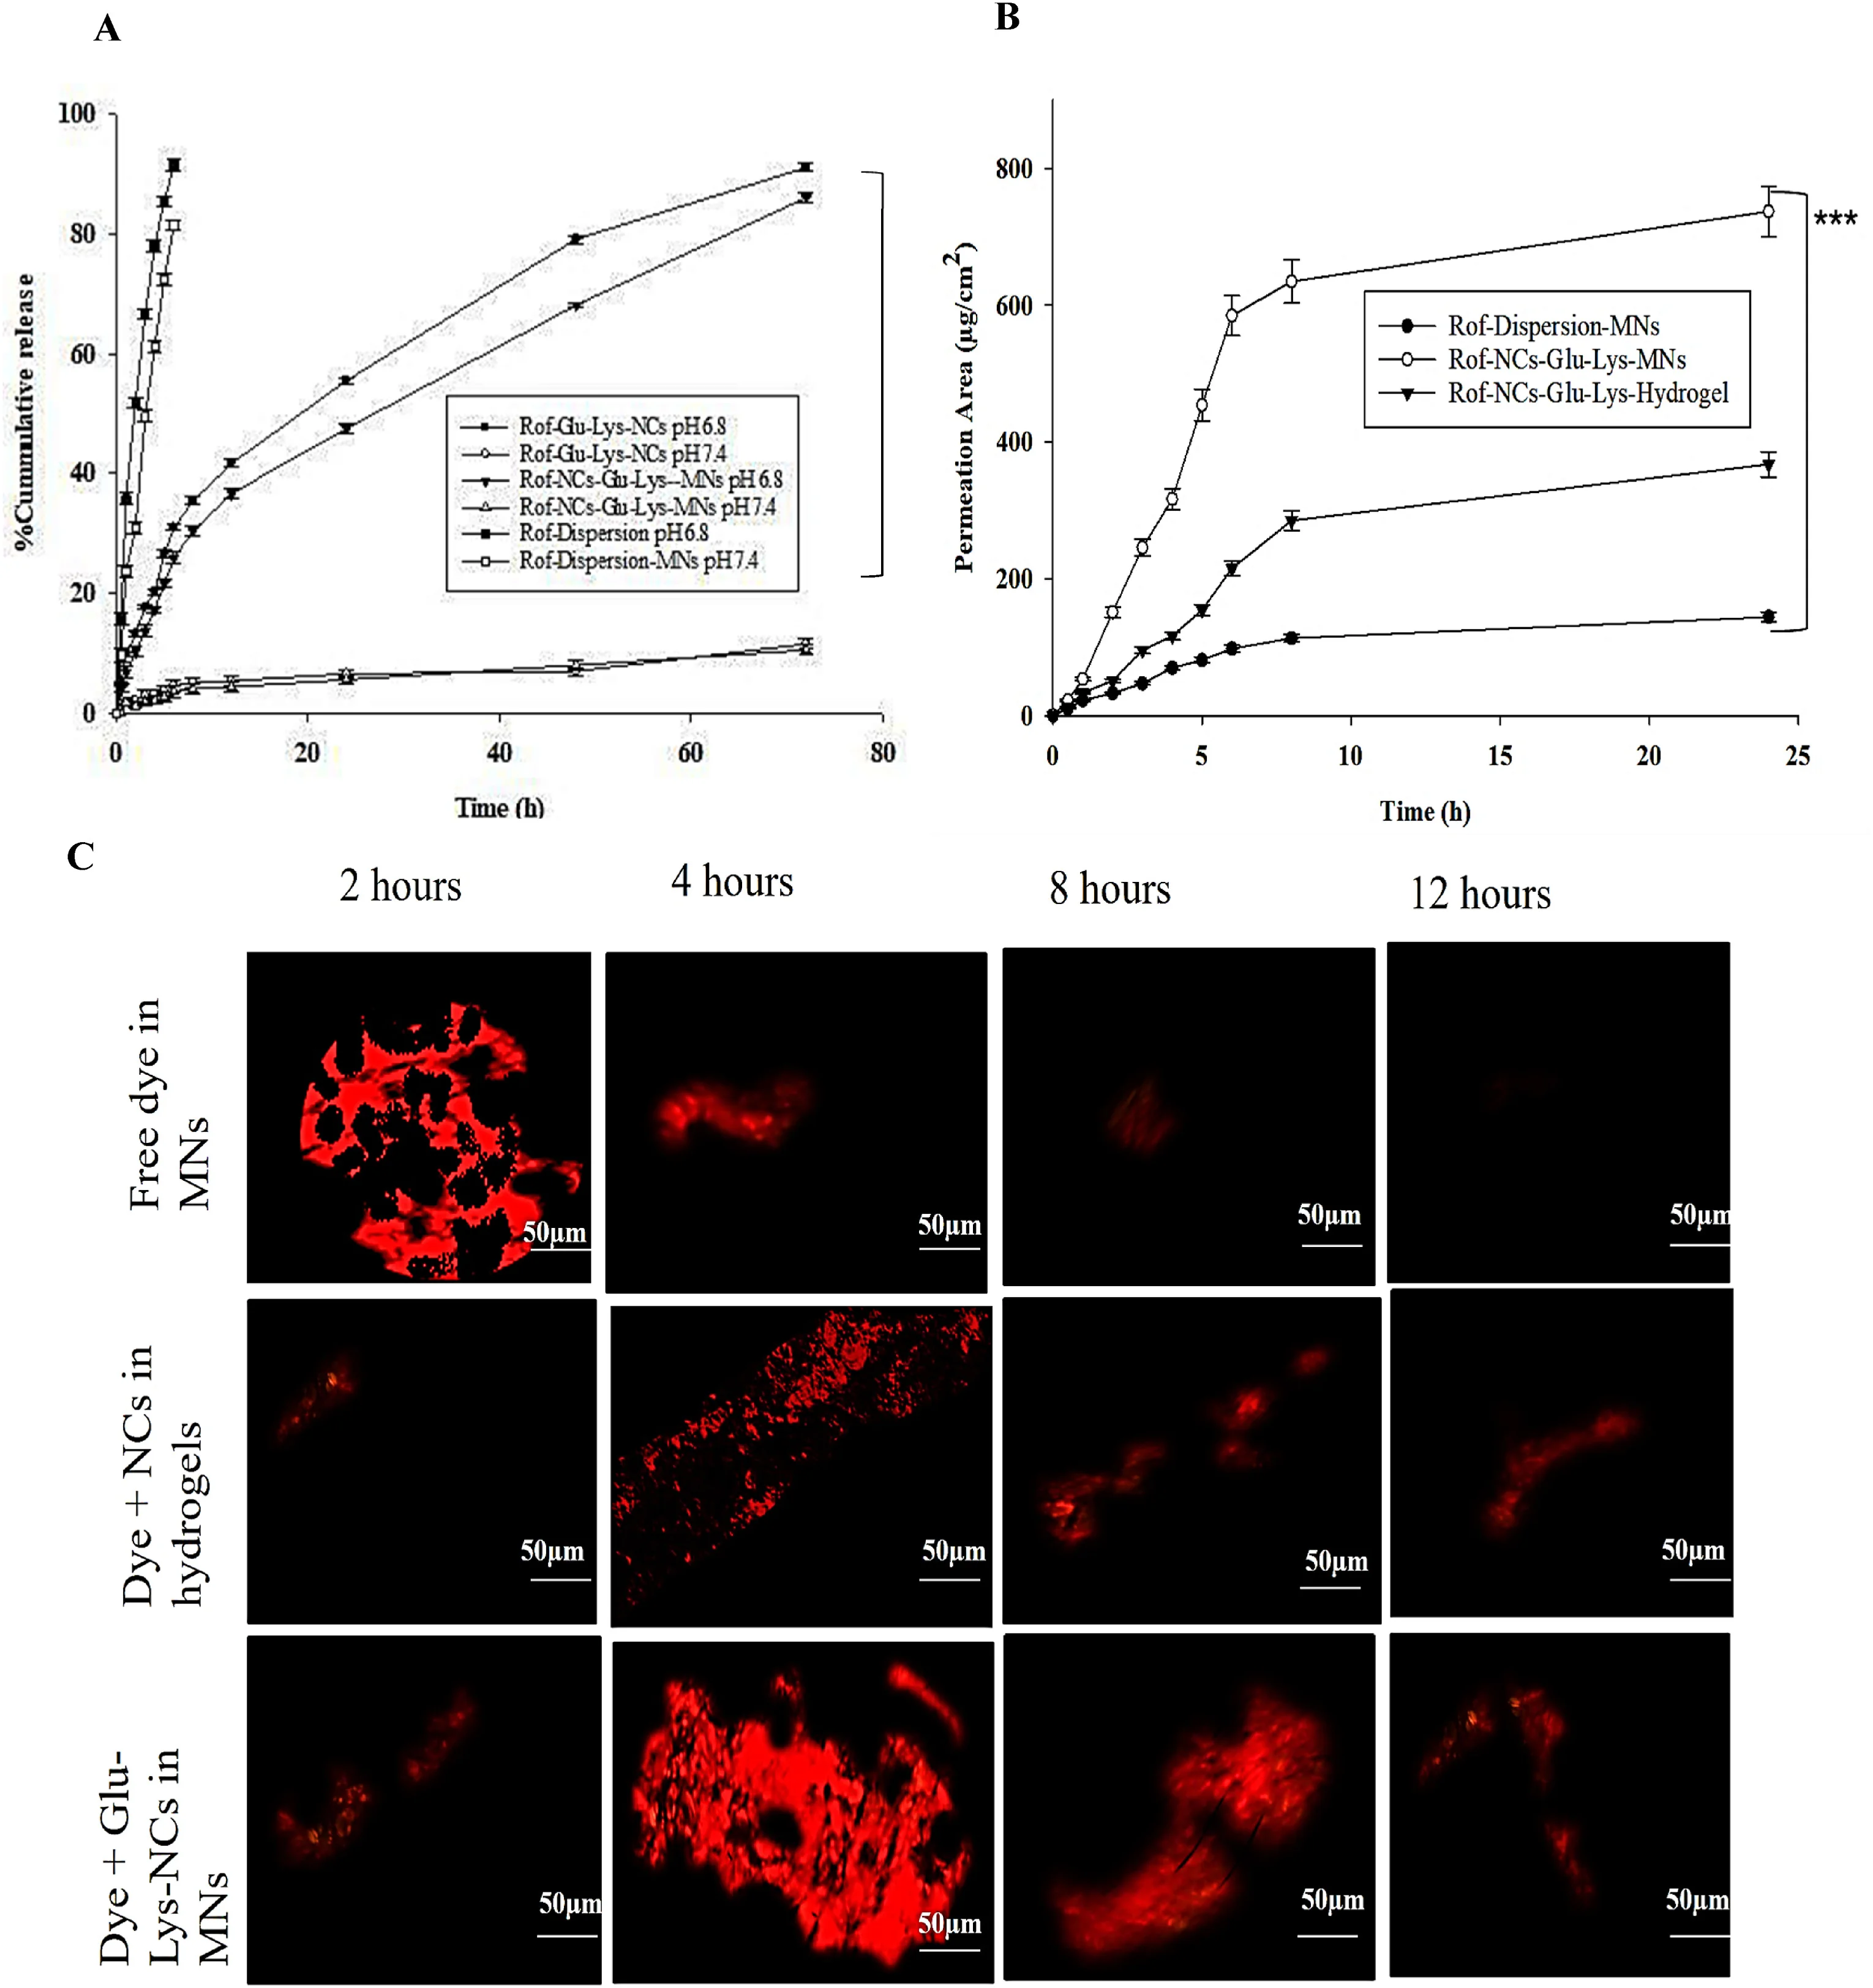 A
100
80
60
40
20
0
0 20 40 60 80
%Cumulative release
Time (h)
Rof-Glu-Lys-NCs pH6.8
Rof-Glu-Lys-NCs pH7.4
Rof-NCs-Glu-Lys--MNs pH6.8
Rof-NCs-Glu-Lys-MNs pH7.4
Rof-Dispersion pH6.8
Rof-Dispersion-MNs pH7.4
B
800
600
400
200
0
0 5 10 15 20 25
Permeation Area (µg/cm²)
Time (h)
Rof-Dispersion-MNs
Rof-NCs-Glu-Lys-MNs
Rof-NCs-Glu-Lys-Hydrogel
***
C
2 hours 4 hours 8 hours 12 hours
Free dye in
MNs
50µm 50µm 50µm 50µm
Dye + NCs in
hydrogels
50µm 50µm 50µm 50µm
Dye + Glu-
Lys-NCs in
MNs
50µm 50µm 50µm 50µm